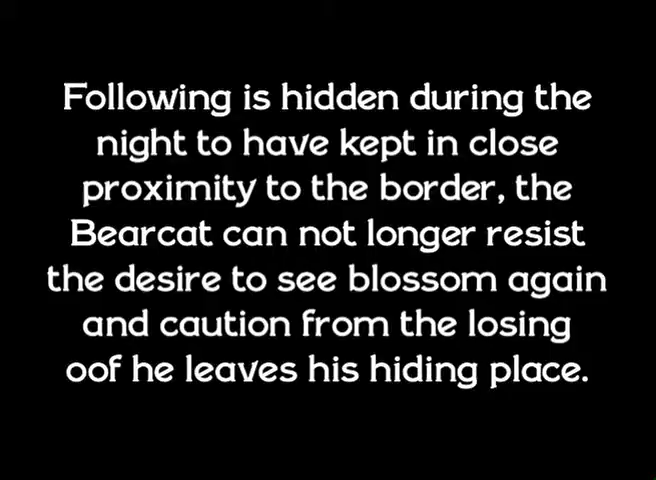 Following is hidden during the
night to have kept in close
proximity to the border, the
Bearcat can not longer resist
the desire to see blossom again
and caution from the losing
oof he leaves his hiding place.